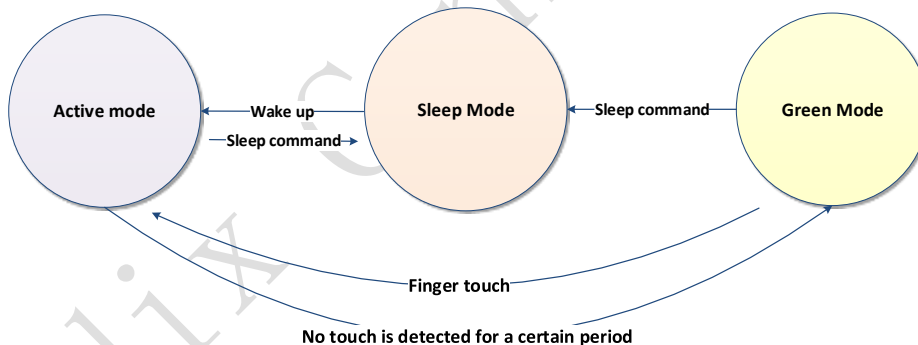 Active mode
Wake up
Sleep command
Sleep Mode
Sleep command
Green Mode
Finger touch
No touch is detected for a certain period